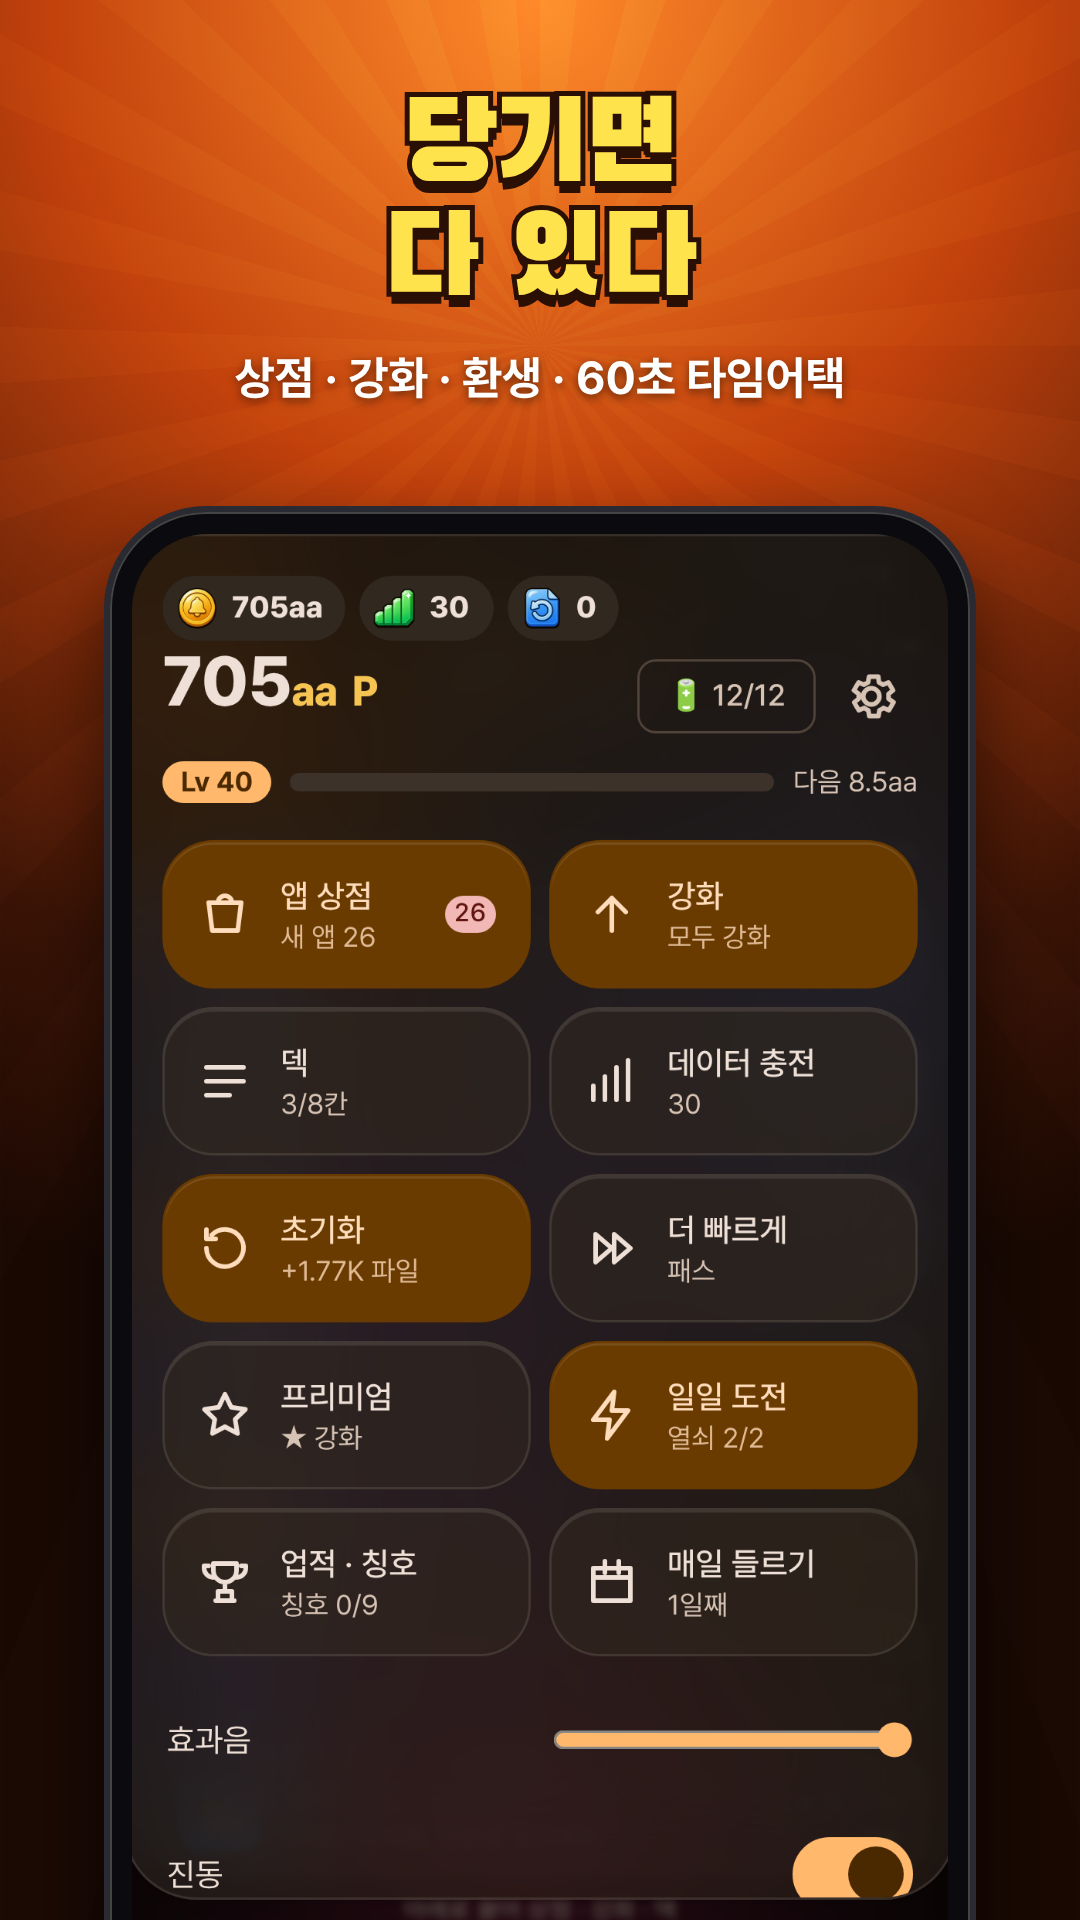 당기면
다 있다
상점 · 강화 · 환생 · 60초 타임어택
705aa 30 0
705aa P
12/12
Lv 40 다음 8.5aa
앱 상점
새 앱 26
26
강화
모두 강화
덱
3/8칸
데이터 충전
30
초기화
+1.77K 파일
더 빠르게
패스
프리미엄
★ 강화
일일 도전
열쇠 2/2
업적 · 칭호
칭호 0/9
매일 들르기
1일째
효과음
진동